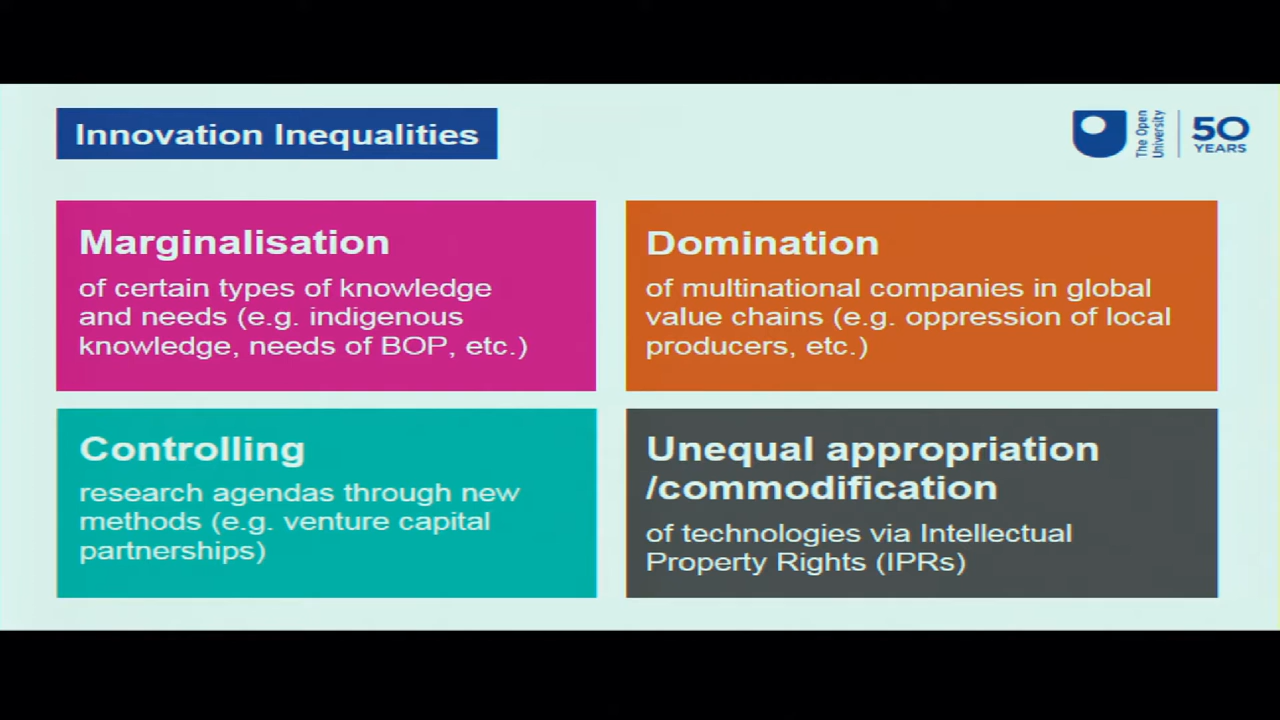 Innovation Inequalities
The Open
University
50
YEARS
Marginalisation
of certain types of knowledge
and needs (e.g. indigenous
knowledge, needs of BOP, etc.)
Domination
of multinational companies in global
value chains (e.g. oppression of local
producers, etc.)
Controlling
research agendas through new
methods (e.g. venture capital
partnerships)
Unequal appropriation
/commodification
of technologies via Intellectual
Property Rights (IPRs)